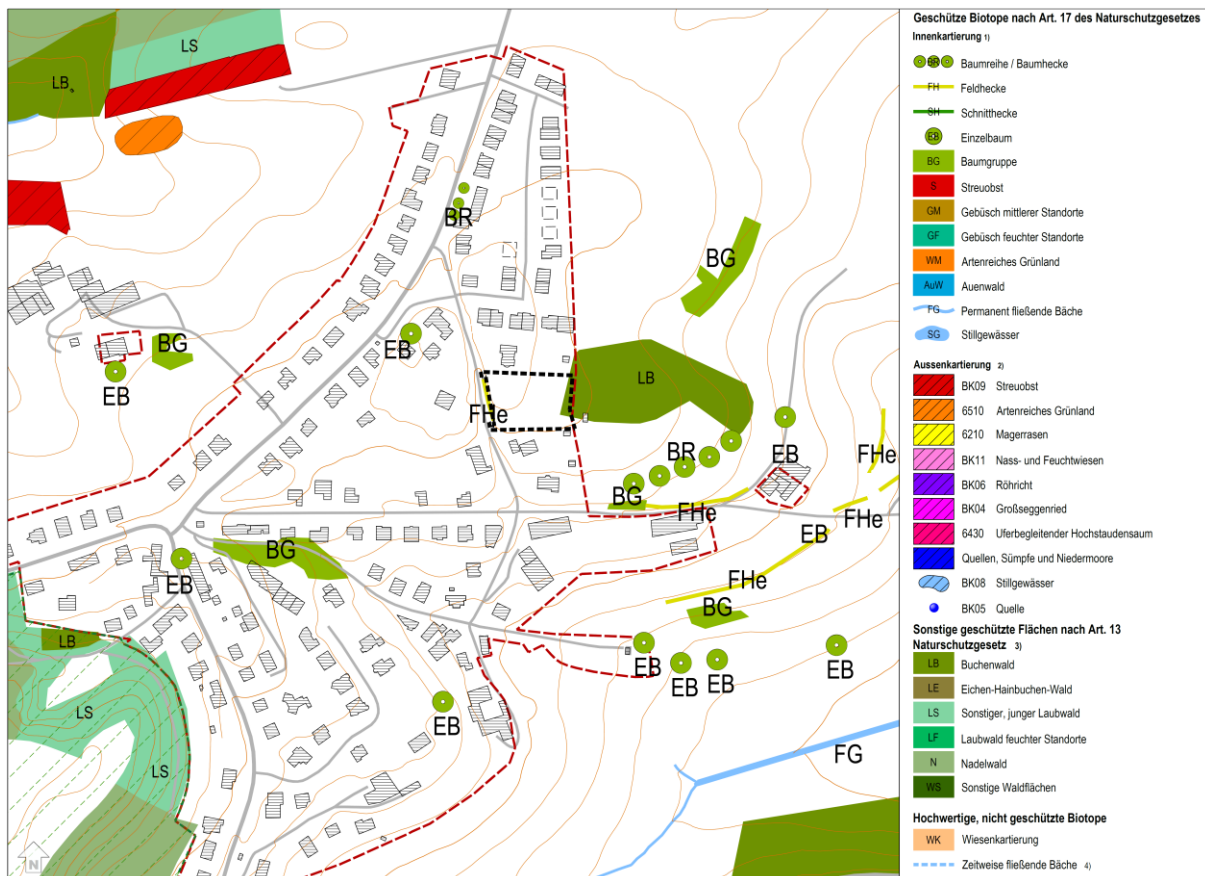 LS
LB
BR
BG
BG
EB
EB
LB
FHe
BR
EB
FHe
BG
FHe
FHe
EB
BG
EB
FHe
BG
LB
EB
EB
EB
EB
LS
EB
LS
FG
N
Geschütze Biotope nach Art. 17 des Naturschutzgesetzes
Innenkartierung 1)
BR Baumreihe / Baumhecke
FH Feldhecke
SH Schnitthecke
EB Einzelbaum
BG Baumgruppe
S Streuobst
GM Gebüsch mittlerer Standorte
GF Gebüsch feuchter Standorte
WM Artenreiches Grünland
AuW Auenwald
FG Permanent fließende Bäche
SG Stillgewässer
Aussenkartierung 2)
BK09 Streuobst
6510 Artenreiches Grünland
6210 Magerrasen
BK11 Nass- und Feuchtwiesen
BK06 Röhricht
BK04 Großseggenried
6430 Uferbegleitender Hochstaudensaum
Quellen, Sümpfe und Niedermoore
BK08 Stillgewässer
BK05 Quelle
Sonstige geschützte Flächen nach Art. 13
Naturschutzgesetz 3)
LB Buchenwald
LE Eichen-Hainbuchen-Wald
LS Sonstiger, junger Laubwald
LF Laubwald feuchter Standorte
N Nadelwald
WS Sonstige Waldflächen
Hochwertige, nicht geschützte Biotope
WK Wiesenkartierung
Zeitweise fließende Bäche 4)